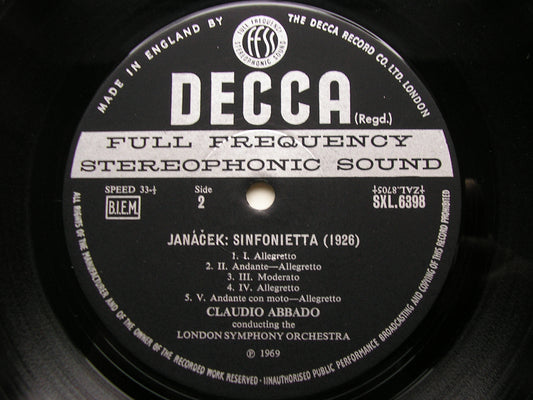 MADE IN ENGLAND BY
THE DECCA RECORD CO. LTD. LONDON
FULL FREQUENCY
ffss
STEREOPHONIC SOUND
DECCA
(Regd.)
FULL FREQUENCY
STEREOPHONIC SOUND
SPEED 33-⅓
Side
‡ZAL.8705‡
B.I.E.M.
2
SXL.6398
JANÁČEK: SINFONIETTA (1926)
1. I. Allegretto
2. II. Andante—Allegretto
3. III. Moderato
4. IV. Allegretto
5. V. Andante con moto—Allegretto
CLAUDIO ABBADO
conducting the
LONDON SYMPHONY ORCHESTRA
℗ 1969
ALL RIGHTS OF THE MANUFACTURER AND OF THE OWNER OF THE RECORDED WORK RESERVED · UNAUTHORISED PUBLIC PERFORMANCE BROADCASTING AND COPYING OF THIS RECORD PROHIBITED